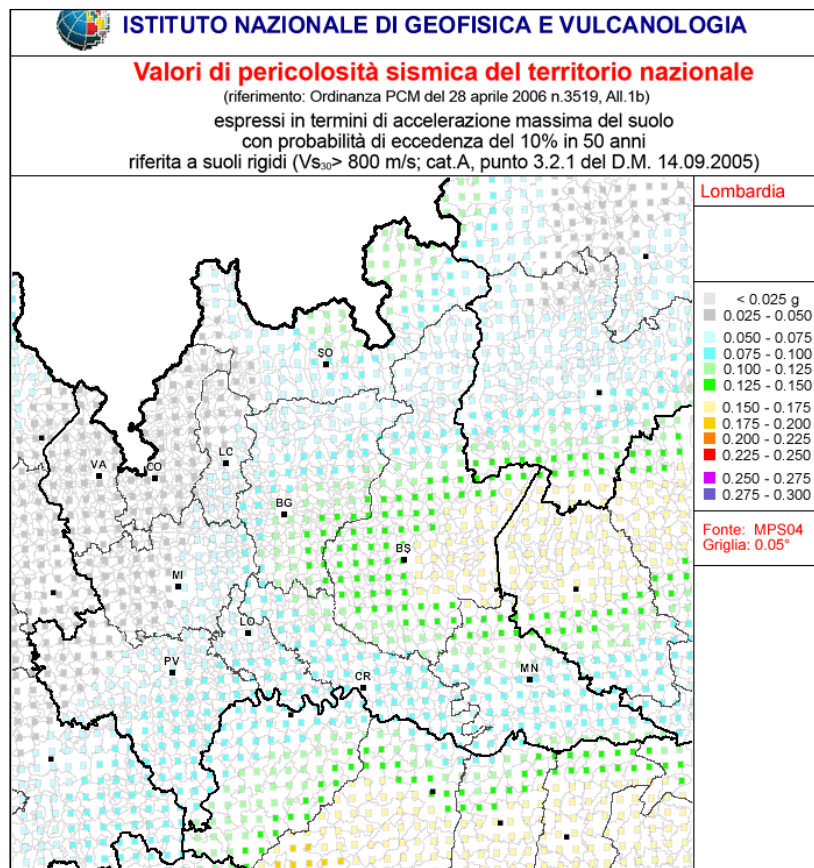 ISTITUTO NAZIONALE DI GEOFISICA E VULCANOLOGIA
Valori di pericolosità sismica del territorio nazionale
(riferimento: Ordinanza PCM del 28 aprile 2006 n.3519, All.1b)
espressi in termini di accelerazione massima del suolo
con probabilità di eccedenza del 10% in 50 anni
riferita a suoli rigidi (Vs₃₀> 800 m/s; cat.A, punto 3.2.1 del D.M. 14.09.2005)
Lombardia
< 0.025 g
0.025 - 0.050
0.050 - 0.075
0.075 - 0.100
0.100 - 0.125
0.125 - 0.150
0.150 - 0.175
0.175 - 0.200
0.200 - 0.225
0.225 - 0.250
0.250 - 0.275
0.275 - 0.300
Fonte: MPS04
Griglia: 0.05°
SO
LC
VA
CO
BG
BS
MI
LO
PV
CR
MN